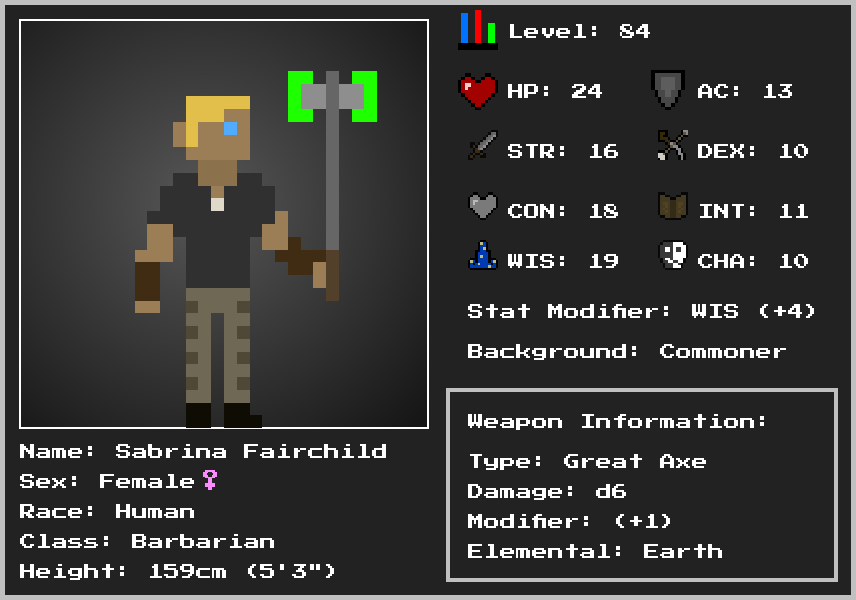 Level: 84
HP: 24
AC: 13
STR: 16
DEX: 10
CON: 18
INT: 11
WIS: 19
CHA: 10
Stat Modifier: WIS (+4)
Background: Commoner
Weapon Information:
Type: Great Axe
Damage: d6
Modifier: (+1)
Elemental: Earth
Name: Sabrina Fairchild
Sex: Female♀
Race: Human
Class: Barbarian
Height: 159cm (5'3")